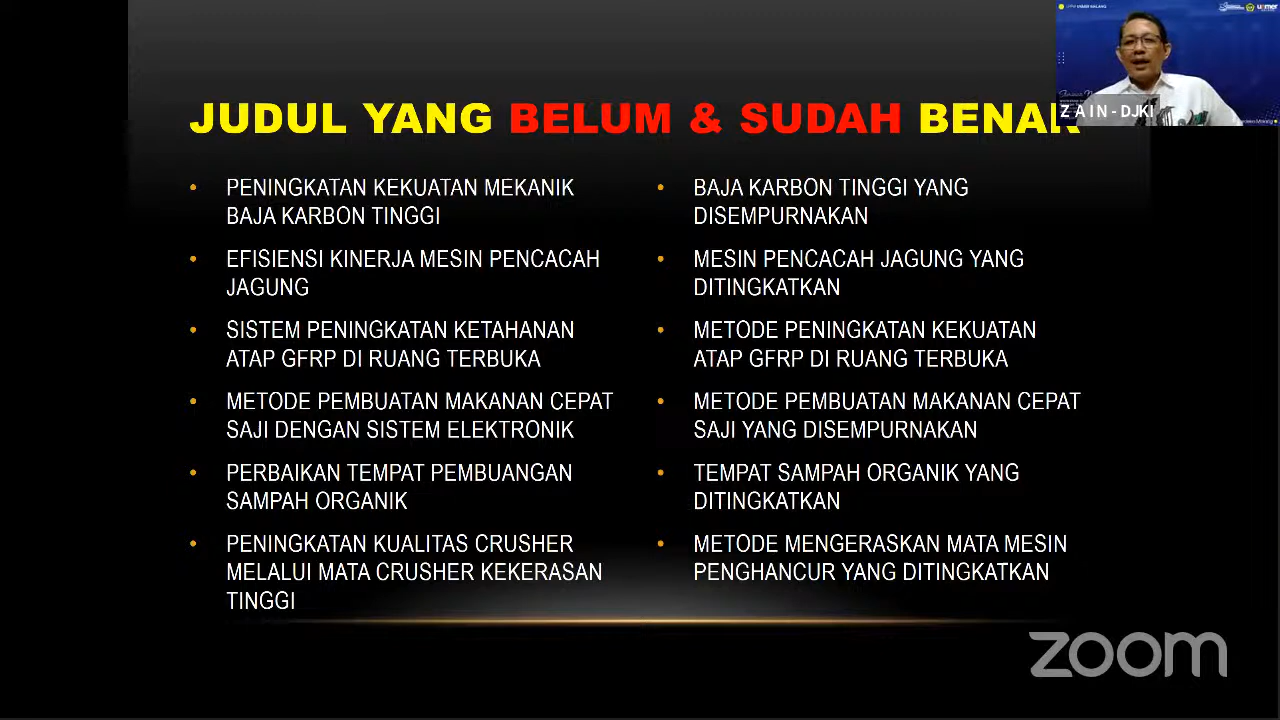 UPPM UNMER MALANG
unmer
JUDUL YANG BELUM & SUDAH BENAR
Z A I N - DJKI
• PENINGKATAN KEKUATAN MEKANIK
BAJA KARBON TINGGI
• EFISIENSI KINERJA MESIN PENCACAH
JAGUNG
• SISTEM PENINGKATAN KETAHANAN
ATAP GFRP DI RUANG TERBUKA
• METODE PEMBUATAN MAKANAN CEPAT
SAJI DENGAN SISTEM ELEKTRONIK
• PERBAIKAN TEMPAT PEMBUANGAN
SAMPAH ORGANIK
• PENINGKATAN KUALITAS CRUSHER
MELALUI MATA CRUSHER KEKERASAN
TINGGI
• BAJA KARBON TINGGI YANG
DISEMPURNAKAN
• MESIN PENCACAH JAGUNG YANG
DITINGKATKAN
• METODE PENINGKATAN KEKUATAN
ATAP GFRP DI RUANG TERBUKA
• METODE PEMBUATAN MAKANAN CEPAT
SAJI YANG DISEMPURNAKAN
• TEMPAT SAMPAH ORGANIK YANG
DITINGKATKAN
• METODE MENGERASKAN MATA MESIN
PENGHANCUR YANG DITINGKATKAN
zoom